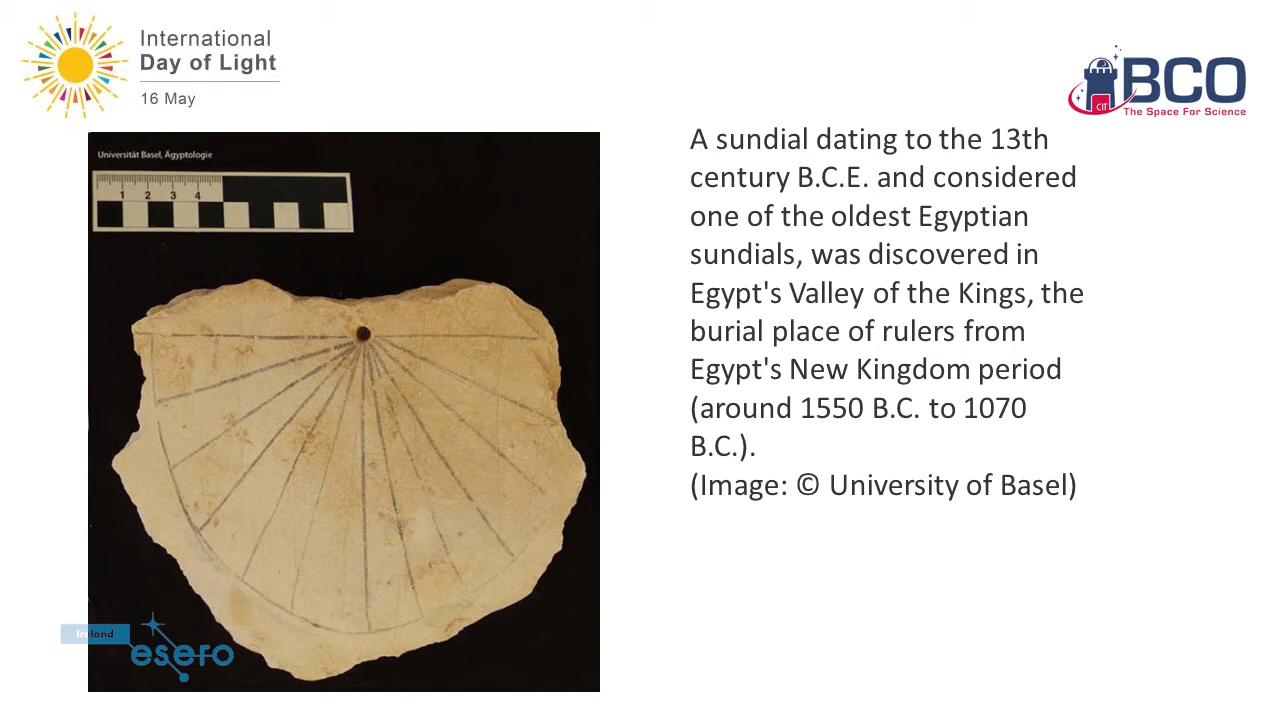 International
Day of Light
16 May
BCO
CIT
The Space For Science
Universität Basel, Ägyptologie
1 2 3 4
A sundial dating to the 13th
century B.C.E. and considered
one of the oldest Egyptian
sundials, was discovered in
Egypt's Valley of the Kings, the
burial place of rulers from
Egypt's New Kingdom period
(around 1550 B.C. to 1070
B.C.).
(Image: © University of Basel)
Ireland
esero